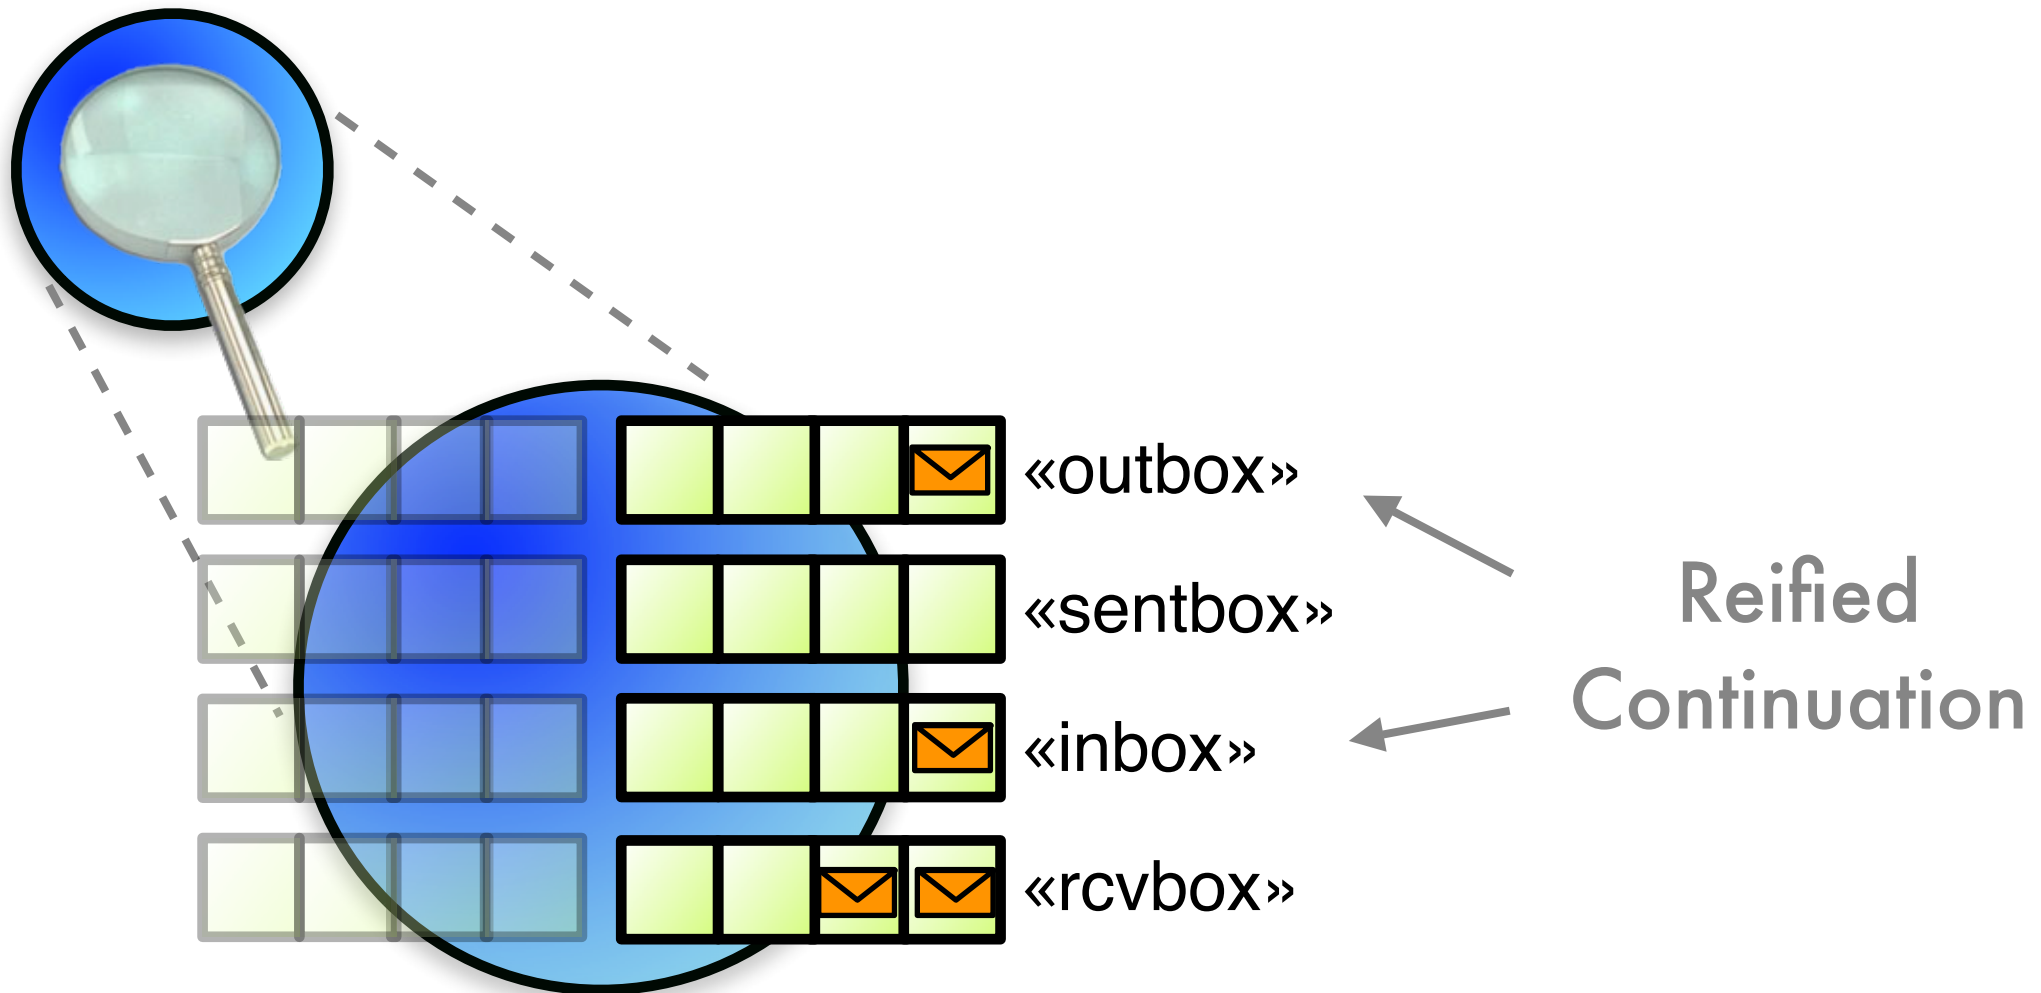 «outbox»
«sentbox»
«inbox»
«rcvbox»
Reified
Continuation